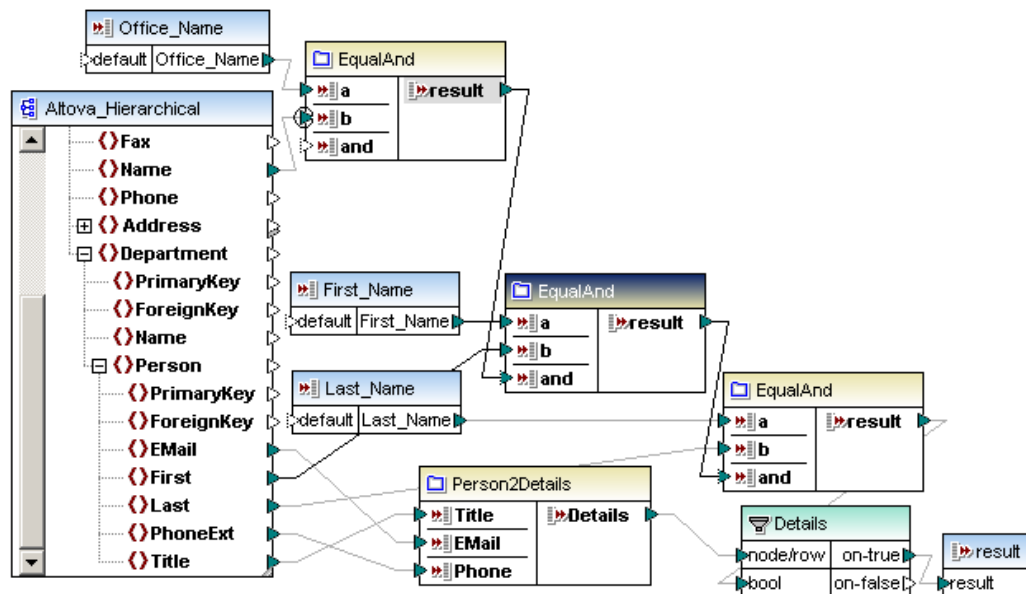 Office_Name
default Office_Name
EqualAnd
a result
b
and
Altova_Hierarchical
Fax
Name
Phone
Address
Department
PrimaryKey
ForeignKey
Name
Person
PrimaryKey
ForeignKey
EMail
First
Last
PhoneExt
Title
First_Name
default First_Name
EqualAnd
a result
b
and
Last_Name
default Last_Name
EqualAnd
a result
b
and
Person2Details
Title Details
EMail
Phone
Details
node/row on-true
bool on-false
result
result